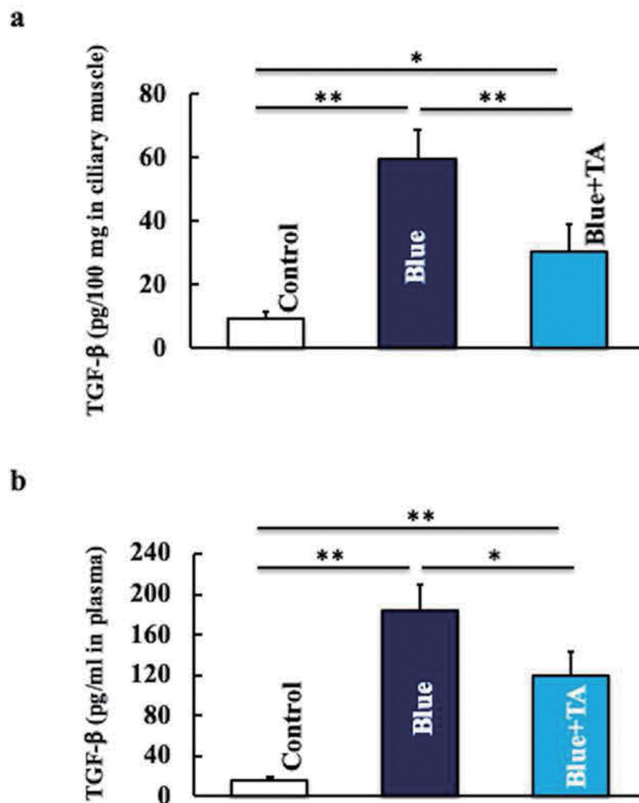 a
TGF-β (pg/100 mg in ciliary muscle)
80
60
40
20
0
*
**
**
Control
Blue
Blue+TA
b
TGF-β (pg/ml in plasma)
240
200
160
120
80
40
0
**
**
*
Control
Blue
Blue+TA